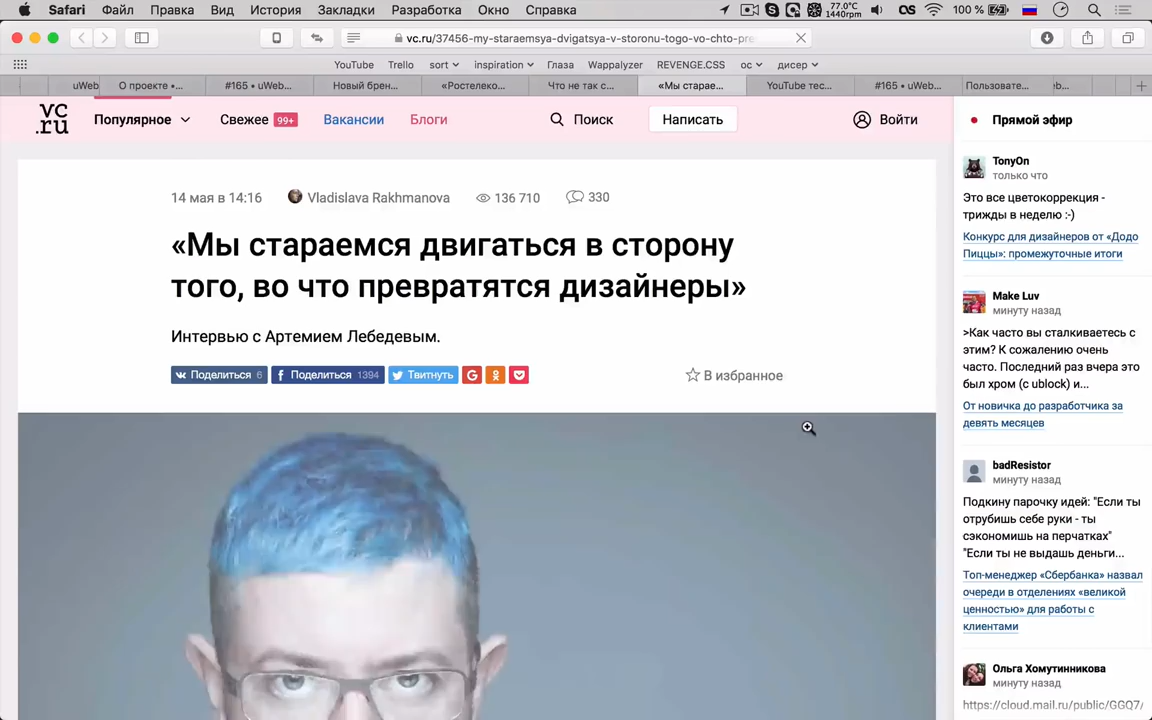 Safari Файл Правка Вид История Закладки Разработка Окно Справка 77.0°C 1440rpm 100 %
vc.ru/37456-my-staraemsya-dvigatsya-v-storonu-togo-vo-chto-pre
YouTube Trello sort inspiration Глаза Wappalyzer REVENGE.CSS ос дисер
uWeb О проекте •... #165 • uWeb... Новый брен... «Ростелеко... Что не так с... «Мы старае... YouTube тес... #165 • uWeb... Пользовате...
vc.ru Популярное Свежее 99+ Вакансии Блоги Поиск Написать Войти
14 мая в 14:16 Vladislava Rakhmanova 136 710 330
«Мы стараемся двигаться в сторону
того, во что превратятся дизайнеры»
Интервью с Артемием Лебедевым.
Поделиться 6 Поделиться 1394 Твитнуть В избранное
Прямой эфир
TonyOn
только что
Это все цветокоррекция -
трижды в неделю :-)
Конкурс для дизайнеров от «Додо
Пиццы»: промежуточные итоги
Make Luv
минуту назад
>Как часто вы сталкиваетесь с
этим? К сожалению очень
часто. Последний раз вчера это
был хром (с ublock) и...
От новичка до разработчика за
девять месяцев
badResistor
минуту назад
Подкину парочку идей: "Если ты
отрубишь себе руки - ты
сэкономишь на перчатках"
"Если ты не выдашь деньги...
Топ-менеджер «Сбербанка» назвал
очереди в отделениях «великой
ценностью» для работы с
клиентами
Ольга Хомутинникова
минуту назад
https://cloud.mail.ru/public/GGQ7/